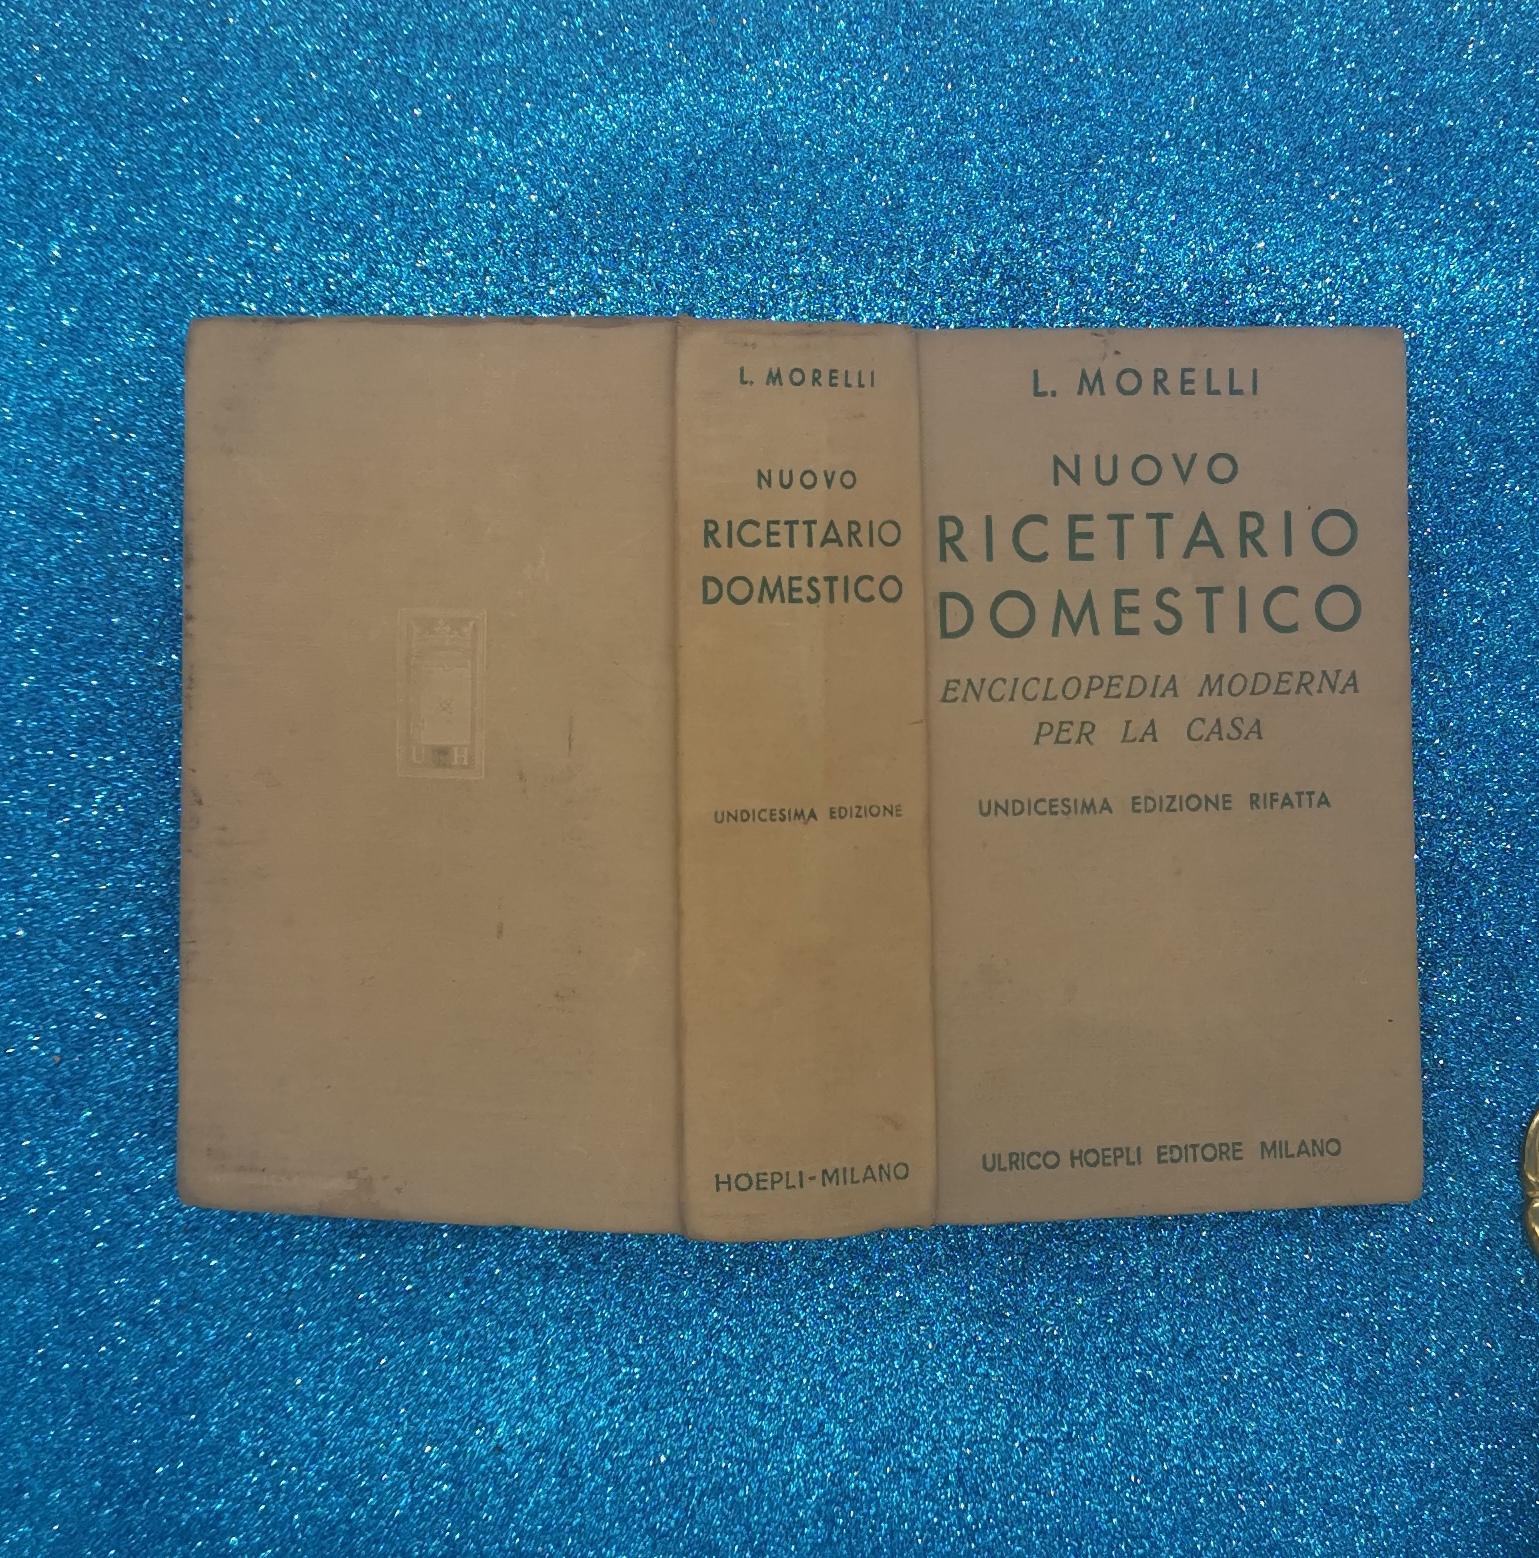 U H
L. MORELLI
NUOVO
RICETTARIO
DOMESTICO
UNDICESIMA EDIZIONE
HOEPLI-MILANO
L. MORELLI
NUOVO
RICETTARIO
DOMESTICO
ENCICLOPEDIA MODERNA
PER LA CASA
UNDICESIMA EDIZIONE RIFATTA
ULRICO HOEPLI EDITORE MILANO